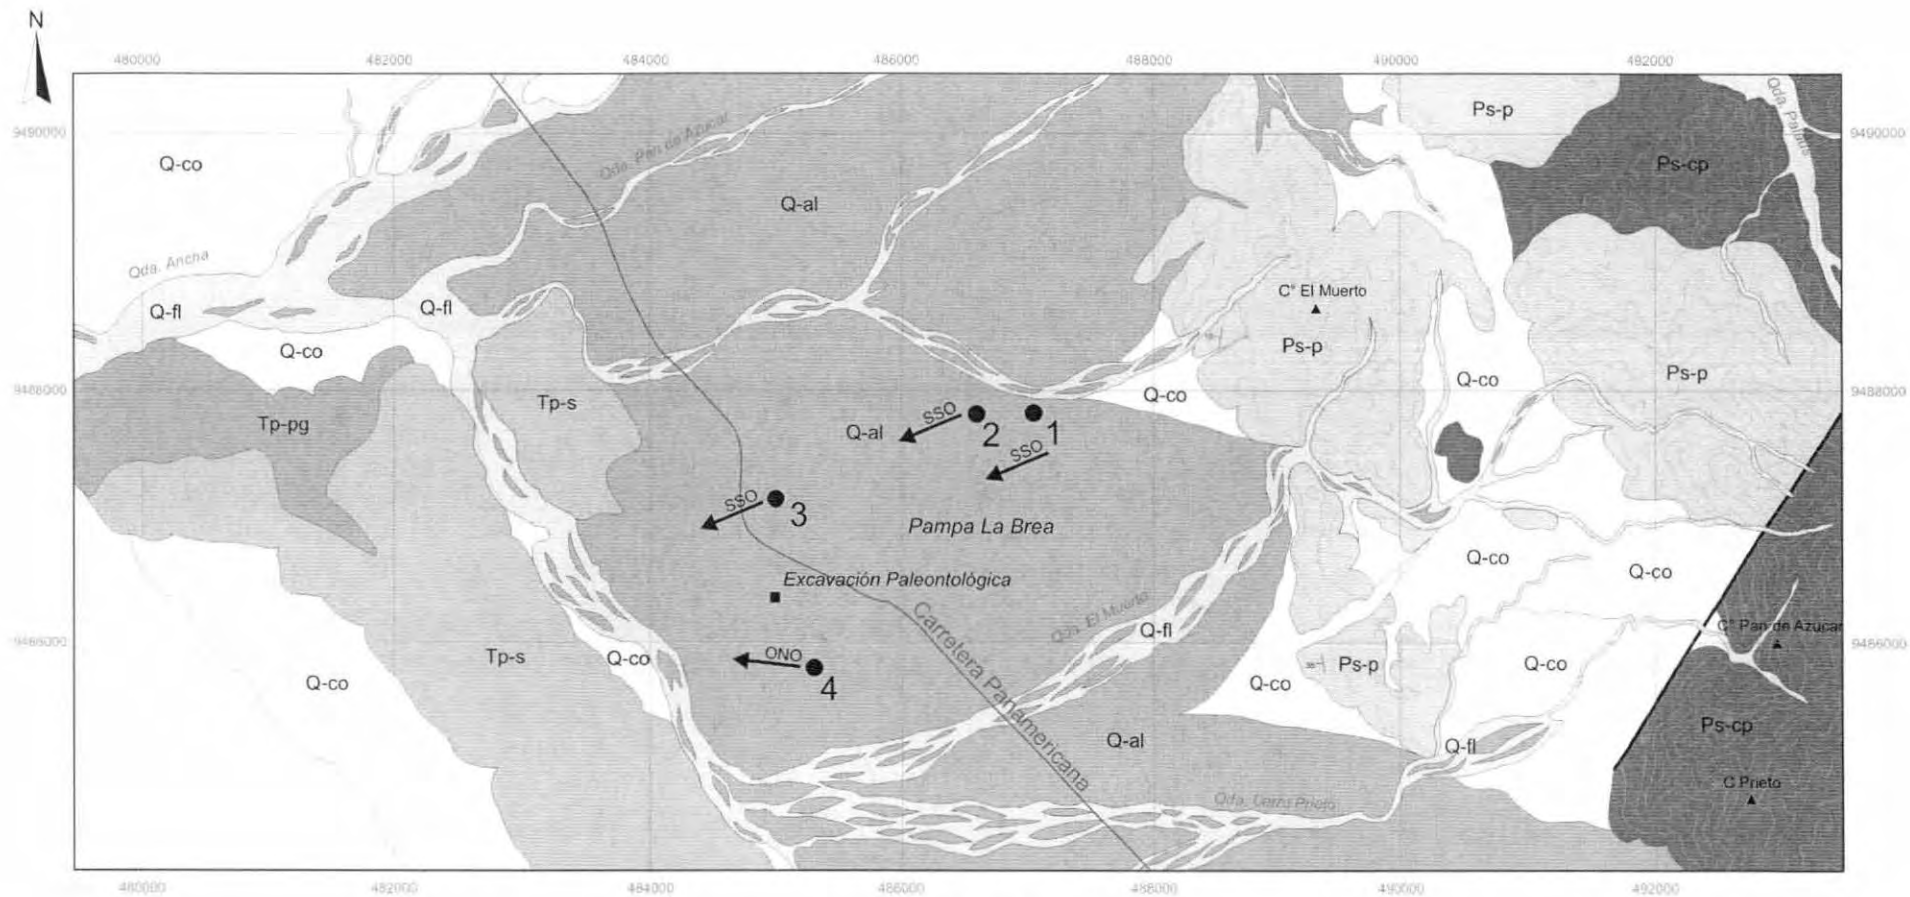 N
480000 482000 484000 486000 488000 490000 492000
9490000 9490000
Qda. Pan de Azucar
Ps-p
Q-co
Ps-cp
Q-al
Qda. Ancha
C° El Muerto
Q-fl
Q-fl
Q-co
Ps-p
Q-co
Ps-p
9488000 9488000
Tp-s
Q-co
Tp-pg
Q-al
SSO
2
1
SSO
SSO
3
Pampa La Brea
Excavación Paleontológica
Q-co
Q-co
Carretera Panamericana
Qda. El Muerto
Q-fl
C° Pan de Azucar
9486000 9486000
Tp-s
Q-co
ONO
4
Q-co
Q-co
Ps-p
Q-co
Q-al
Q-fl
Ps-cp
C Prieto
Qda. Cerro Prieto
480000 482000 484000 486000 488000 490000 492000